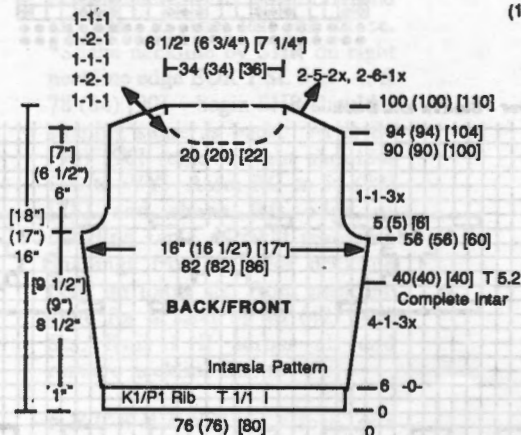 (1
1-1-1
1-2-1
1-1-1
1-2-1
1-1-1
6 1/2" (6 3/4") [7 1/4"]
34 (34) [36]
2-5-2x, 2-6-1x
100 (100) [110]
94 (94) [104]
90 (90) [100]
20 (20) [22]
[7"]
(6 1/2")
6"
1-1-3x
5 (5) [6]
56 (56) [60]
[18"]
(17")
16"
16" (16 1/2") [17"]
82 (82) [86]
[9 1/2"]
(9")
8 1/2"
40(40) [40] T 5.2
Complete Intar
BACK/FRONT
4-1-3x
Intarsia Pattern
1"
K1/P1 Rib T 1/1 I
6 -0-
0
76 (76) [80]
0